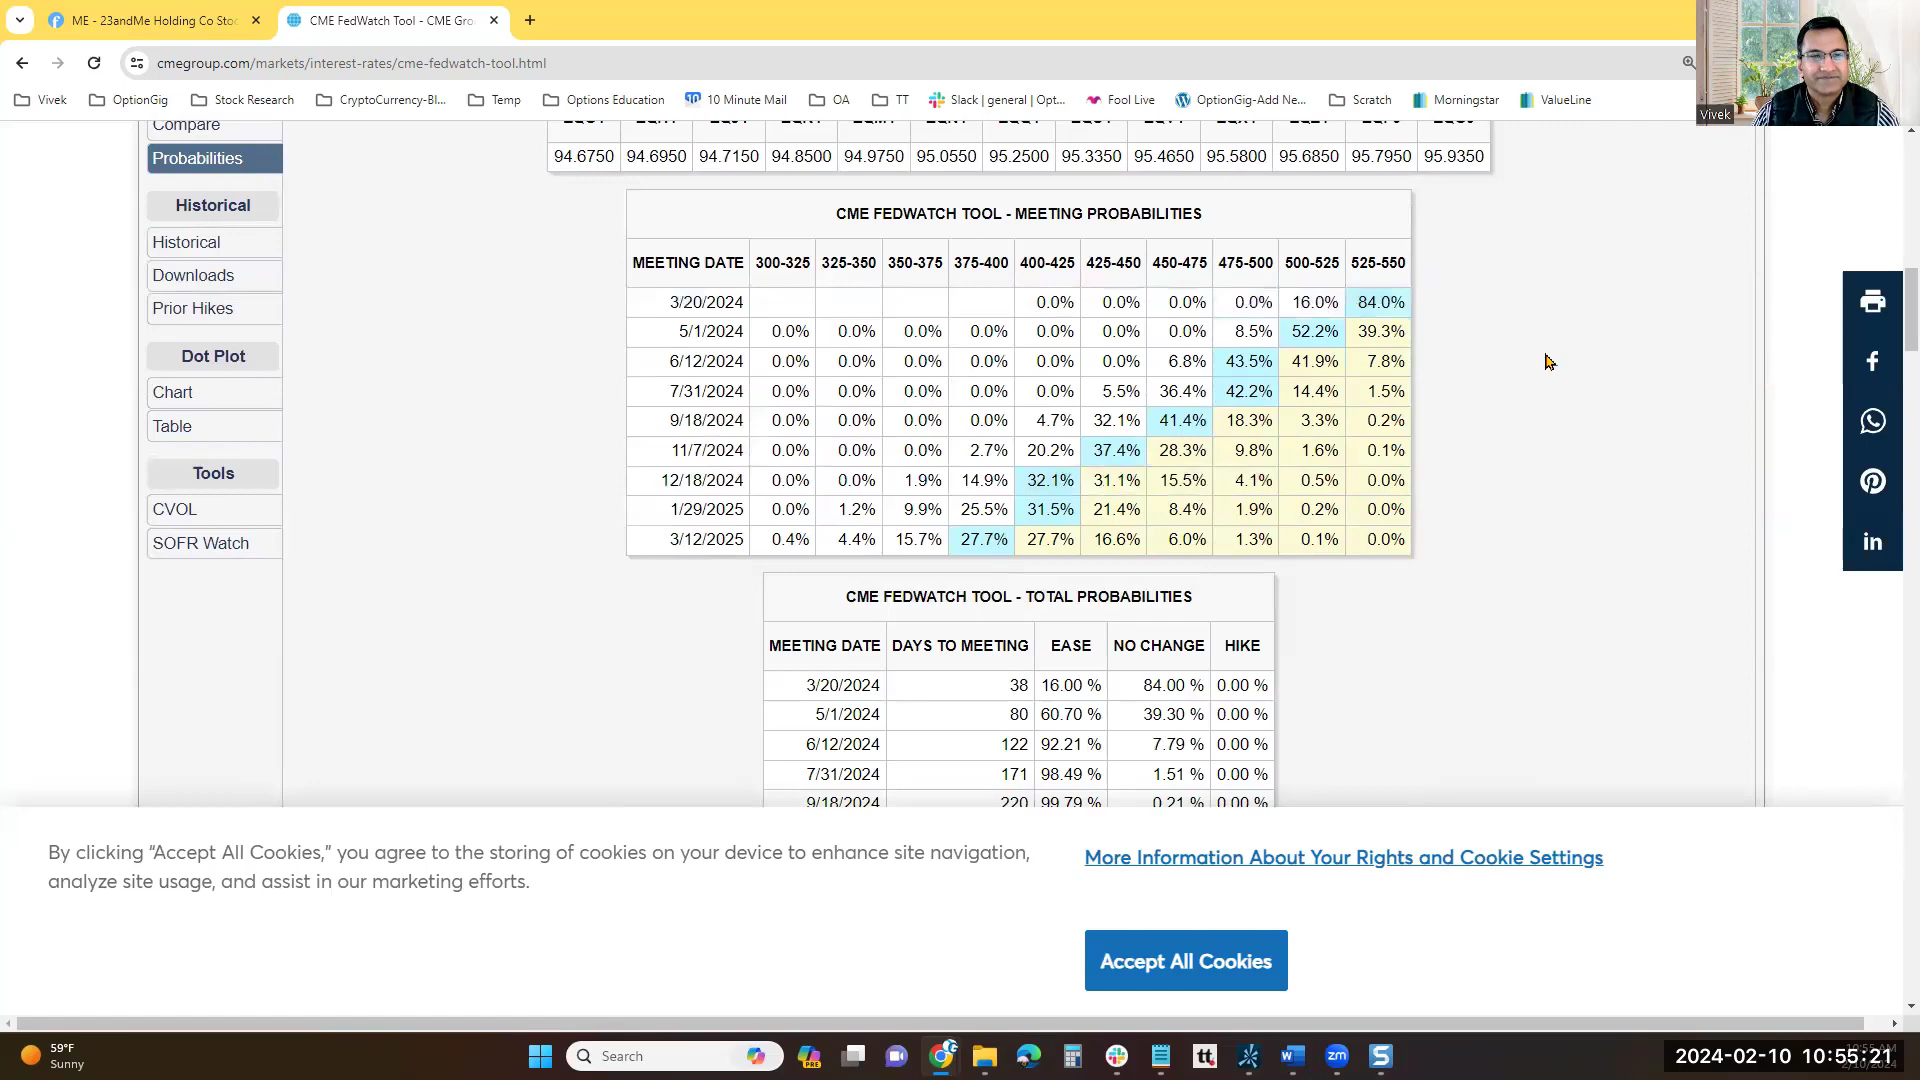 ME - 23andMe Holding Co Stoc
CME FedWatch Tool - CME Gro
cmegroup.com/markets/interest-rates/cme-fedwatch-tool.html
Vivek OptionGig Stock Research CryptoCurrency-Bl... Temp Options Education 10 Minute Mail OA TT Slack | general | Opt... Fool Live OptionGig-Add Ne... Scratch Morningstar ValueLine
Vivek
Compare
Probabilities
Historical
Historical
Downloads
Prior Hikes
Dot Plot
Chart
Table
Tools
CVOL
SOFR Watch
94.6750 94.6950 94.7150 94.8500 94.9750 95.0550 95.2500 95.3350 95.4650 95.5800 95.6850 95.7950 95.9350
CME FEDWATCH TOOL - MEETING PROBABILITIES
MEETING DATE 300-325 325-350 350-375 375-400 400-425 425-450 450-475 475-500 500-525 525-550
3/20/2024 0.0% 0.0% 0.0% 0.0% 16.0% 84.0%
5/1/2024 0.0% 0.0% 0.0% 0.0% 0.0% 0.0% 0.0% 8.5% 52.2% 39.3%
6/12/2024 0.0% 0.0% 0.0% 0.0% 0.0% 0.0% 6.8% 43.5% 41.9% 7.8%
7/31/2024 0.0% 0.0% 0.0% 0.0% 0.0% 5.5% 36.4% 42.2% 14.4% 1.5%
9/18/2024 0.0% 0.0% 0.0% 0.0% 4.7% 32.1% 41.4% 18.3% 3.3% 0.2%
11/7/2024 0.0% 0.0% 0.0% 2.7% 20.2% 37.4% 28.3% 9.8% 1.6% 0.1%
12/18/2024 0.0% 0.0% 1.9% 14.9% 32.1% 31.1% 15.5% 4.1% 0.5% 0.0%
1/29/2025 0.0% 1.2% 9.9% 25.5% 31.5% 21.4% 8.4% 1.9% 0.2% 0.0%
3/12/2025 0.4% 4.4% 15.7% 27.7% 27.7% 16.6% 6.0% 1.3% 0.1% 0.0%
CME FEDWATCH TOOL - TOTAL PROBABILITIES
MEETING DATE DAYS TO MEETING EASE NO CHANGE HIKE
3/20/2024 38 16.00 % 84.00 % 0.00 %
5/1/2024 80 60.70 % 39.30 % 0.00 %
6/12/2024 122 92.21 % 7.79 % 0.00 %
7/31/2024 171 98.49 % 1.51 % 0.00 %
9/18/2024 220 99.79 % 0.21 % 0.00 %
By clicking “Accept All Cookies,” you agree to the storing of cookies on your device to enhance site navigation,
analyze site usage, and assist in our marketing efforts.
More Information About Your Rights and Cookie Settings
Accept All Cookies
59°F
Sunny
Search
PRE
tt
zm
2024-02-10 10:55:21